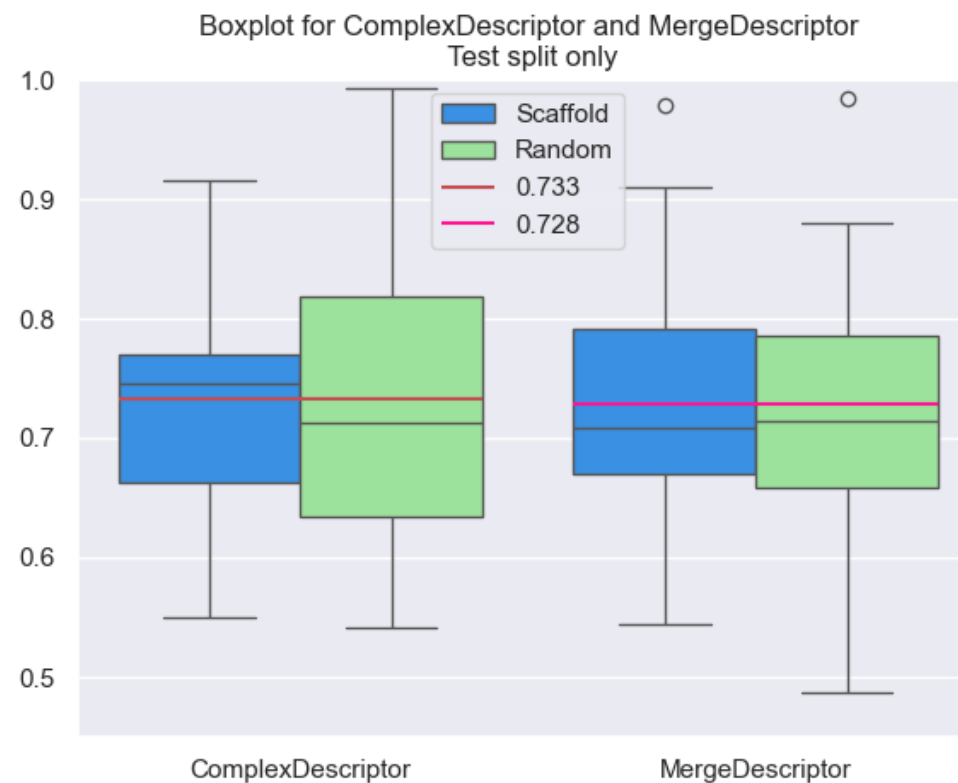 Boxplot for ComplexDescriptor and MergeDescriptor
Test split only
1.0
0.9
0.8
0.7
0.6
0.5
Scaffold
Random
0.733
0.728
ComplexDescriptor
MergeDescriptor